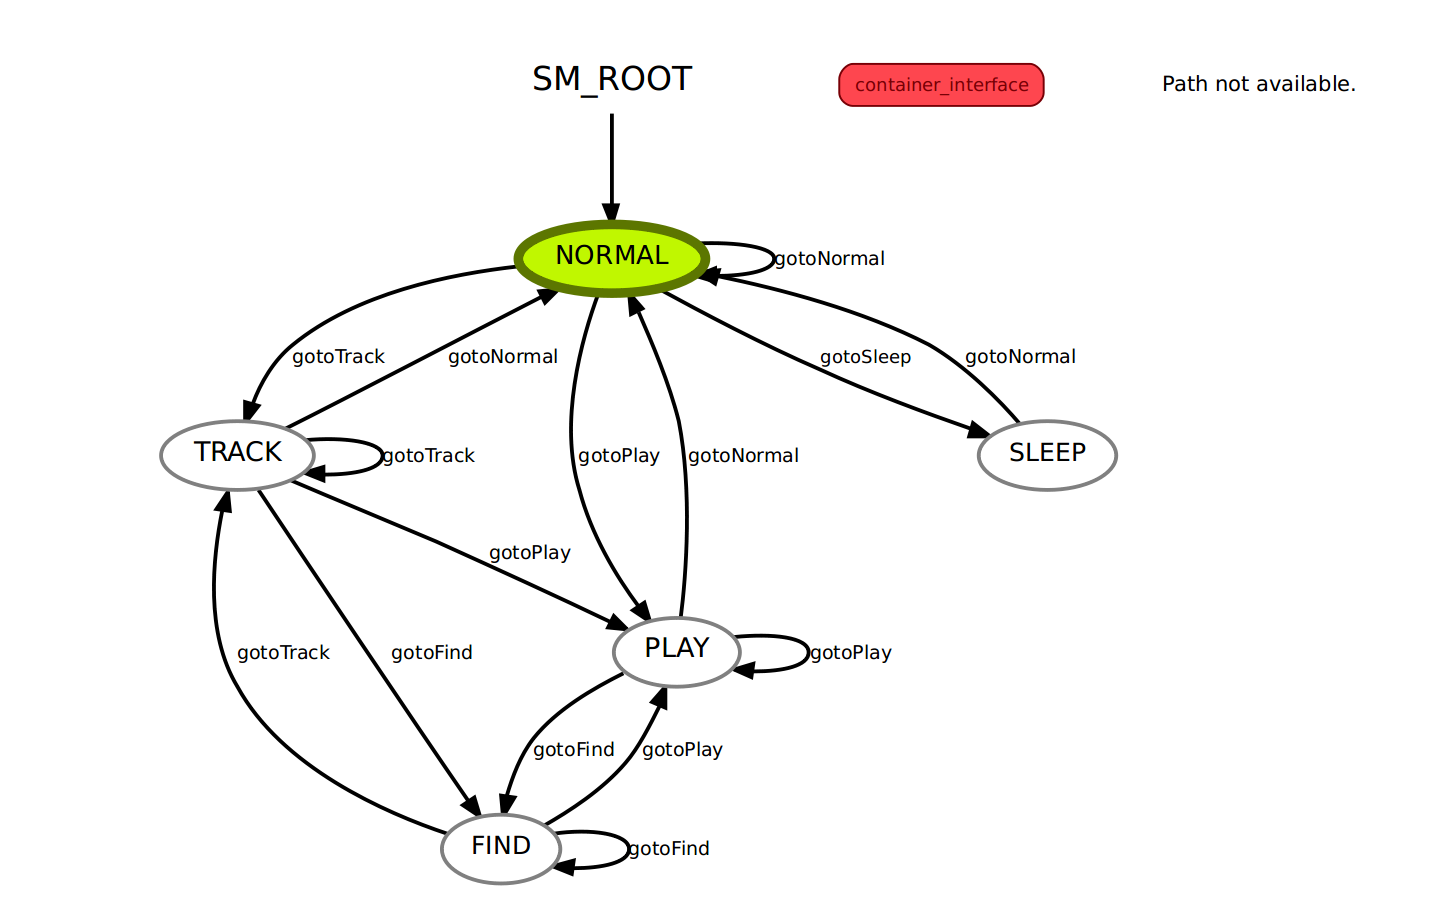 SM_ROOT
container_interface
Path not available.
NORMAL
gotoNormal
gotoTrack
gotoNormal
gotoSleep
gotoNormal
TRACK
gotoTrack
gotoPlay
gotoNormal
SLEEP
gotoPlay
gotoTrack
gotoFind
PLAY
gotoPlay
gotoFind
gotoPlay
FIND
gotoFind